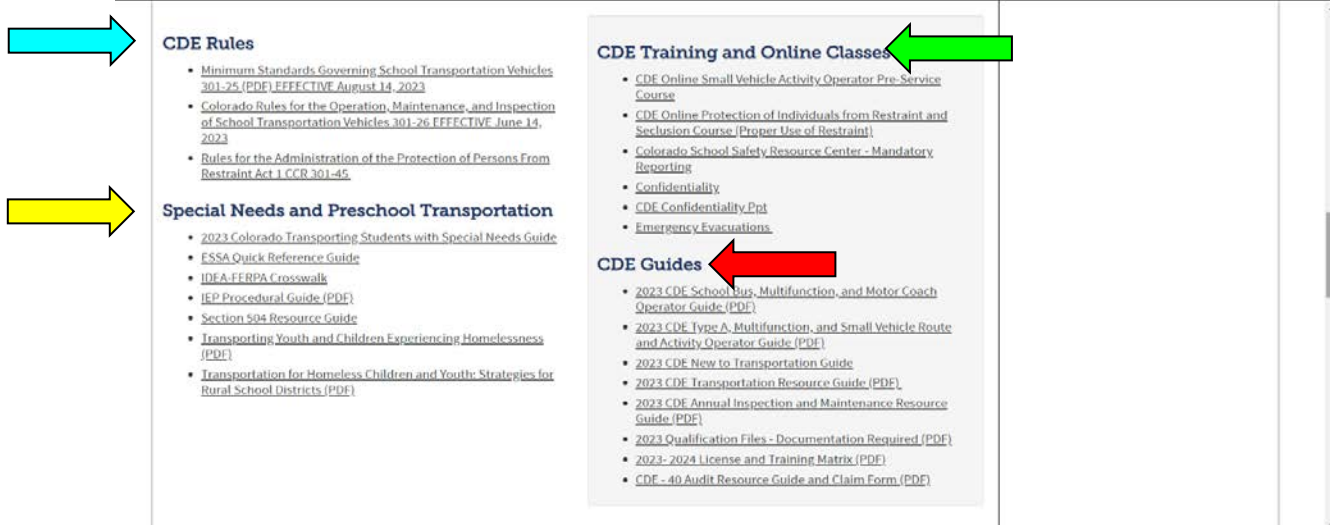 CDE Rules
• Minimum Standards Governing School Transportation Vehicles
301-25 (PDF) EFFECTIVE August 14, 2023
• Colorado Rules for the Operation, Maintenance, and Inspection
of School Transportation Vehicles 301-26 EFFECTIVE June 14,
2023
• Rules for the Administration of the Protection of Persons From
Restraint Act 1 CCR 301-45
Special Needs and Preschool Transportation
• 2023 Colorado Transporting Students with Special Needs Guide
• ESSA Quick Reference Guide
• IDEA-FERPA Crosswalk
• IEP Procedural Guide (PDF)
• Section 504 Resource Guide
• Transporting Youth and Children Experiencing Homelessness
(PDF)
• Transportation for Homeless Children and Youth: Strategies for
Rural School Districts (PDF)
CDE Training and Online Classes
• CDE Online Small Vehicle Activity Operator Pre-Service
Course
• CDE Online Protection of Individuals from Restraint and
Seclusion Course (Proper Use of Restraint)
• Colorado School Safety Resource Center - Mandatory
Reporting
• Confidentiality
• CDE Confidentiality Ppt
• Emergency Evacuations
CDE Guides
• 2023 CDE School Bus, Multifunction, and Motor Coach
Operator Guide (PDF)
• 2023 CDE Type A, Multifunction, and Small Vehicle Route
and Activity Operator Guide (PDF)
• 2023 CDE New to Transportation Guide
• 2023 CDE Transportation Resource Guide (PDF)
• 2023 CDE Annual Inspection and Maintenance Resource
Guide (PDF)
• 2023 Qualification Files - Documentation Required (PDF)
• 2023- 2024 License and Training Matrix (PDF)
• CDE - 40 Audit Resource Guide and Claim Form (PDF)